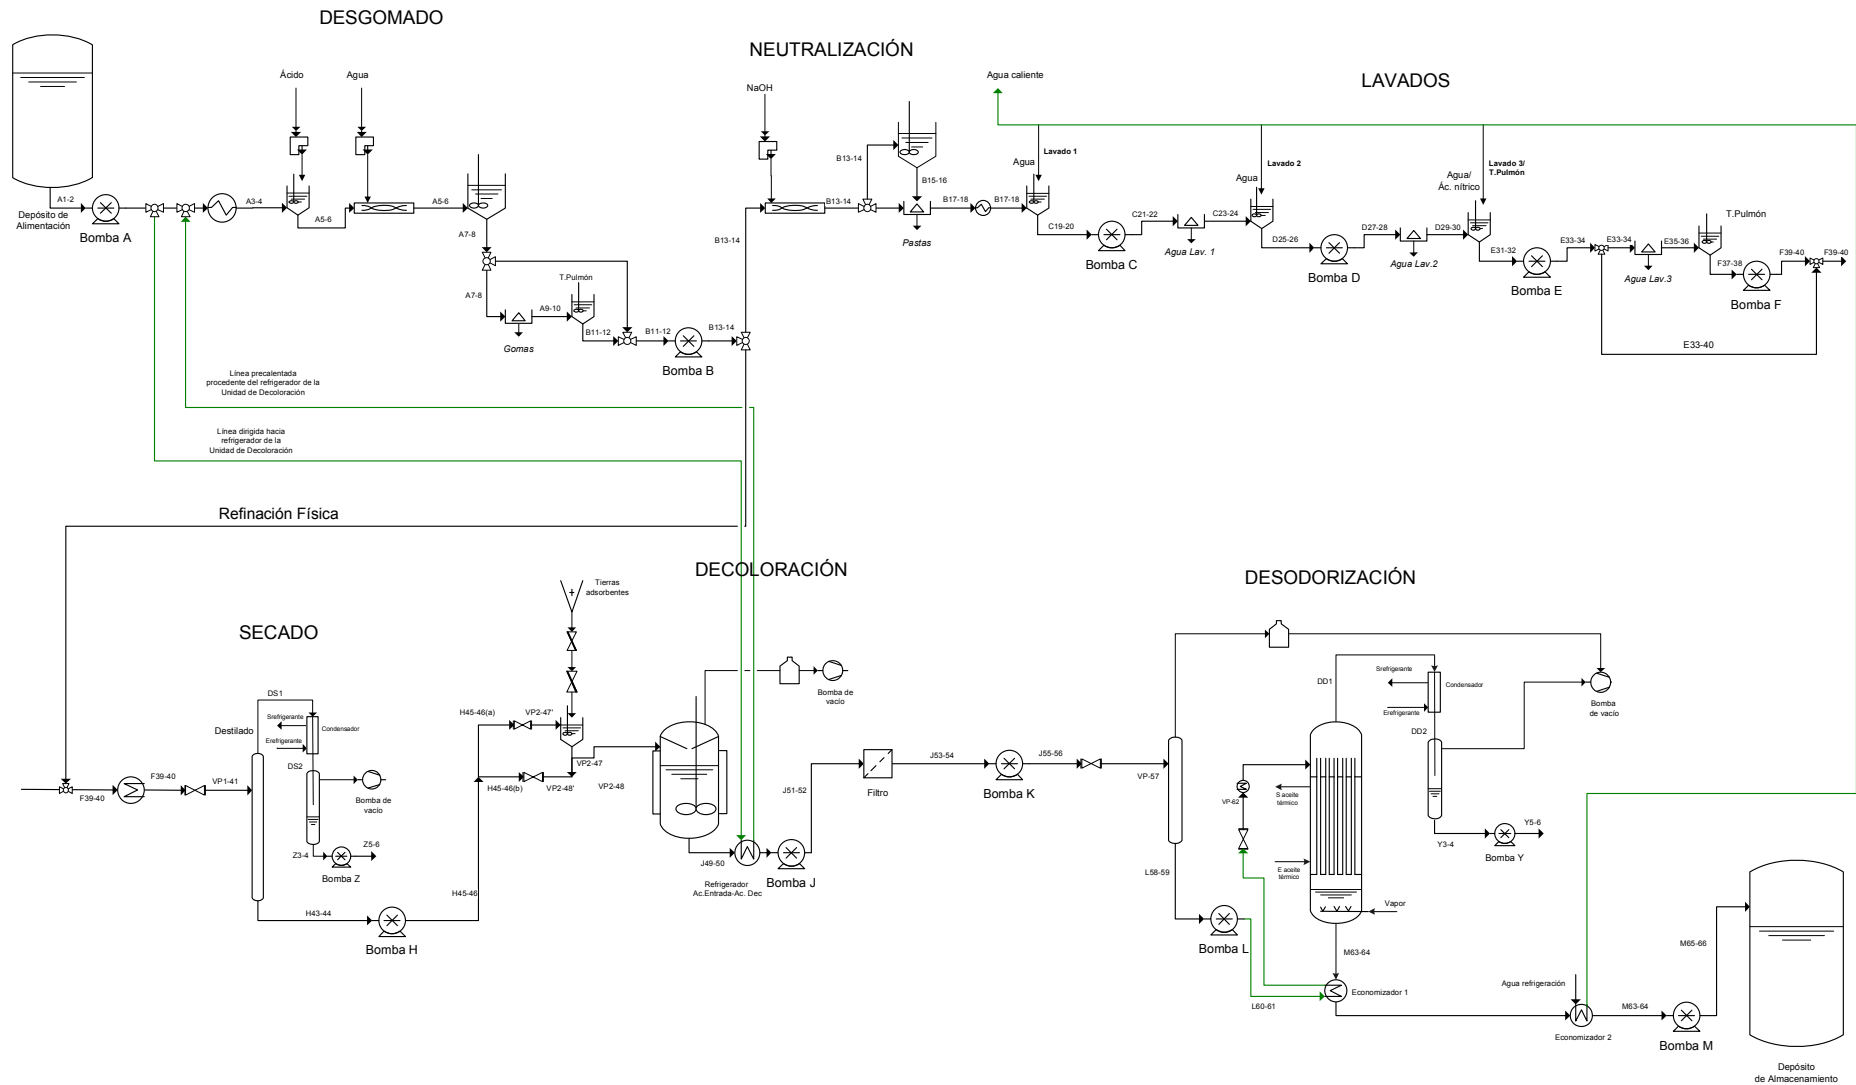 DESGOMADO
NEUTRALIZACIÓN
LAVADOS
Ácido
Agua
NaOH
Agua caliente
Depósito de
Alimentación
A1-2
Bomba A
A3-4
A5-6
A5-6
A7-8
A7-8
T.Pulmón
A9-10
Gomas
B11-12
B11-12
Bomba B
B13-14
B13-14
B13-14
B13-14
B15-16
Pastas
B17-18
B17-18
Agua
Lavado 1
C19-20
Bomba C
C21-22
Agua Lav. 1
C23-24
Agua
Lavado 2
D25-26
Bomba D
D27-28
Agua Lav.2
D29-30
Agua/
Ác. nítrico
Lavado 3/
T.Pulmón
E31-32
Bomba E
E33-34
E33-34
Agua Lav.3
E35-36
T.Pulmón
F37-38
Bomba F
F39-40
F39-40
E33-40
Línea precalentada
procedente del refrigerador de la
Unidad de Decoloración
Línea dirigida hacia
refrigerador de la
Unidad de Decoloración
Refinación Física
SECADO
DECOLORACIÓN
DESODORIZACIÓN
F39-40
F39-40
VP1-41
Destilado
DS1
Srefrigerante
Erefrigerante
Condensador
DS2
Bomba de
vacío
Z3-4
Z5-6
Bomba Z
H43-44
Bomba H
H45-46
H45-46(a)
H45-46(b)
VP2-47'
VP2-48'
Tierras
adsorbentes
VP2-47
VP2-48
Bomba de
vacío
J49-50
Refrigerador
Ac.Entrada-Ac. Dec
Bomba J
J51-52
Filtro
J53-54
Bomba K
J55-56
VP-57
L58-59
Bomba L
L60-61
VP-62
S aceite
térmico
E aceite
térmico
Vapor
DD1
Srefrigerante
Erefrigerante
Condensador
DD2
Bomba
de vacío
Y3-4
Y5-6
Bomba Y
M63-64
Economizador 1
Agua refrigeración
Economizador 2
M63-64
Bomba M
M65-66
Depósito
de Almacenamiento